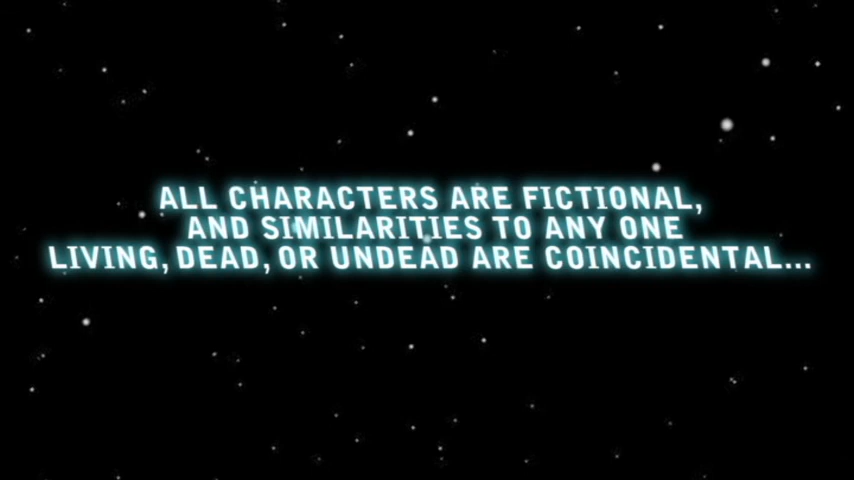 ALL CHARACTERS ARE FICTIONAL,
AND SIMILARITIES TO ANY ONE
LIVING, DEAD, OR UNDEAD ARE COINCIDENTAL...